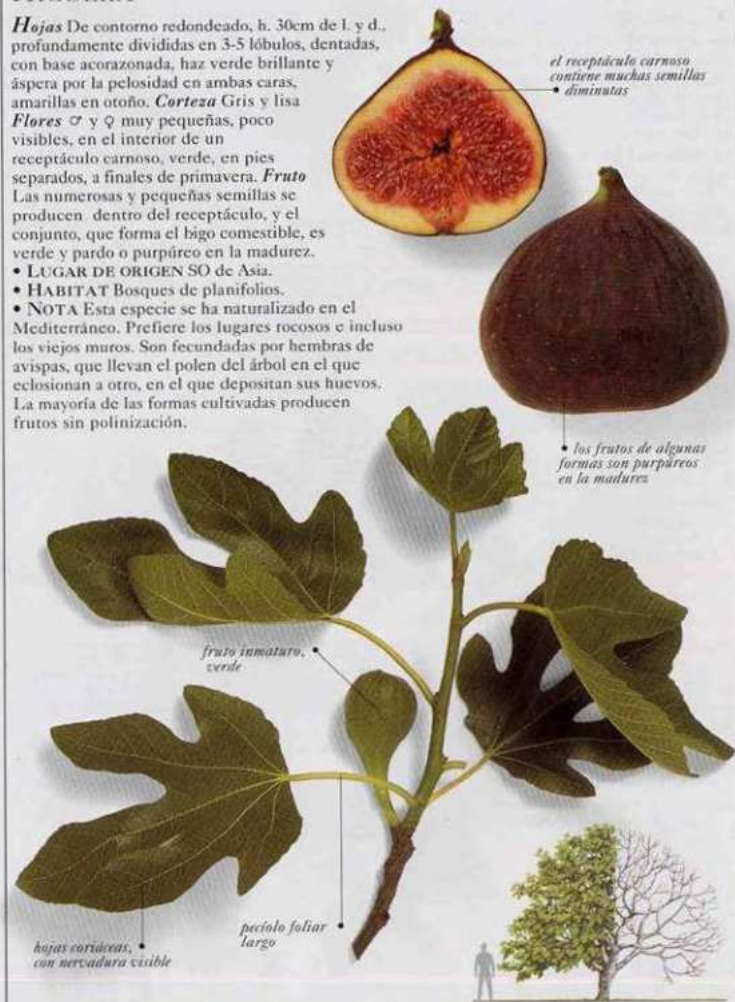 Hojas De contorno redondeado, h. 30cm de l. y d.,
profundamente divididas en 3-5 lóbulos, dentadas,
con base acorazonada, haz verde brillante y
áspera por la pelosidad en ambas caras,
amarillas en otoño. Corteza Gris y lisa
Flores ♂ y ♀ muy pequeñas, poco
visibles, en el interior de un
receptáculo carnoso, verde, en pies
separados, a finales de primavera. Fruto
Las numerosas y pequeñas semillas se
producen dentro del receptáculo, y el
conjunto, que forma el higo comestible, es
verde y pardo o purpúreo en la madurez.
• LUGAR DE ORIGEN SO de Asia.
• HABITAT Bosques de planifolios.
• NOTA Esta especie se ha naturalizado en el
Mediterráneo. Prefiere los lugares rocosos e incluso
los viejos muros. Son fecundadas por hembras de
avispas, que llevan el polen del árbol en el que
eclosionan a otro, en el que depositan sus huevos.
La mayoría de las formas cultivadas producen
frutos sin polinización.
el receptáculo carnoso
contiene muchas semillas
• diminutas
• los frutos de algunas
formas son purpúreos
en la madurez
fruto inmaturo, •
verde
pecíolo foliar •
largo
hojas coriáceas, •
con nervadura visible